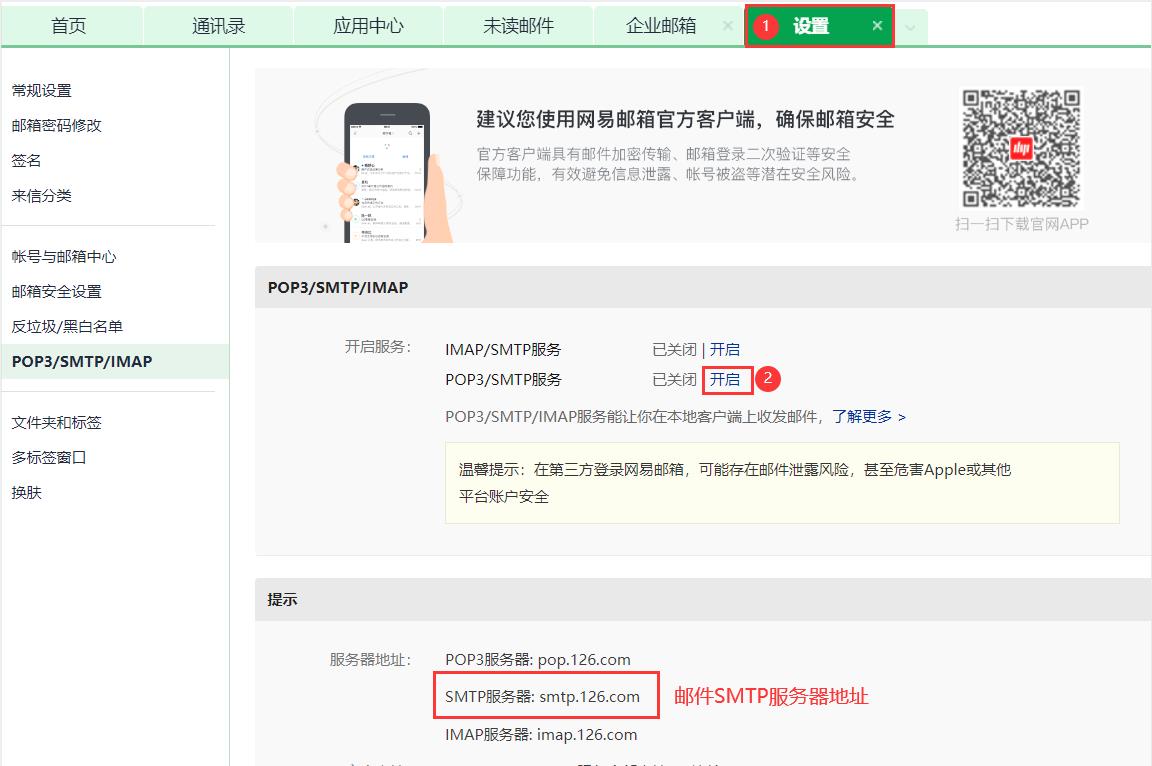 首页
通讯录
应用中心
未读邮件
企业邮箱
1
设置
常规设置
邮箱密码修改
签名
来信分类
帐号与邮箱中心
邮箱安全设置
反垃圾/黑白名单
POP3/SMTP/IMAP
文件夹和标签
多标签窗口
换肤
建议您使用网易邮箱官方客户端，确保邮箱安全
官方客户端具有邮件加密传输、邮箱登录二次验证等安全
保障功能，有效避免信息泄露、帐号被盗等潜在安全风险。
扫一扫下载官网APP
POP3/SMTP/IMAP
开启服务：
IMAP/SMTP服务 已关闭 | 开启
POP3/SMTP服务 已关闭 开启 2
POP3/SMTP/IMAP服务能让你在本地客户端上收发邮件，了解更多 >
温馨提示：在第三方登录网易邮箱，可能存在邮件泄露风险，甚至危害Apple或其他
平台账户安全
提示
服务器地址：
POP3服务器: pop.126.com
SMTP服务器: smtp.126.com
邮件SMTP服务器地址
IMAP服务器: imap.126.com